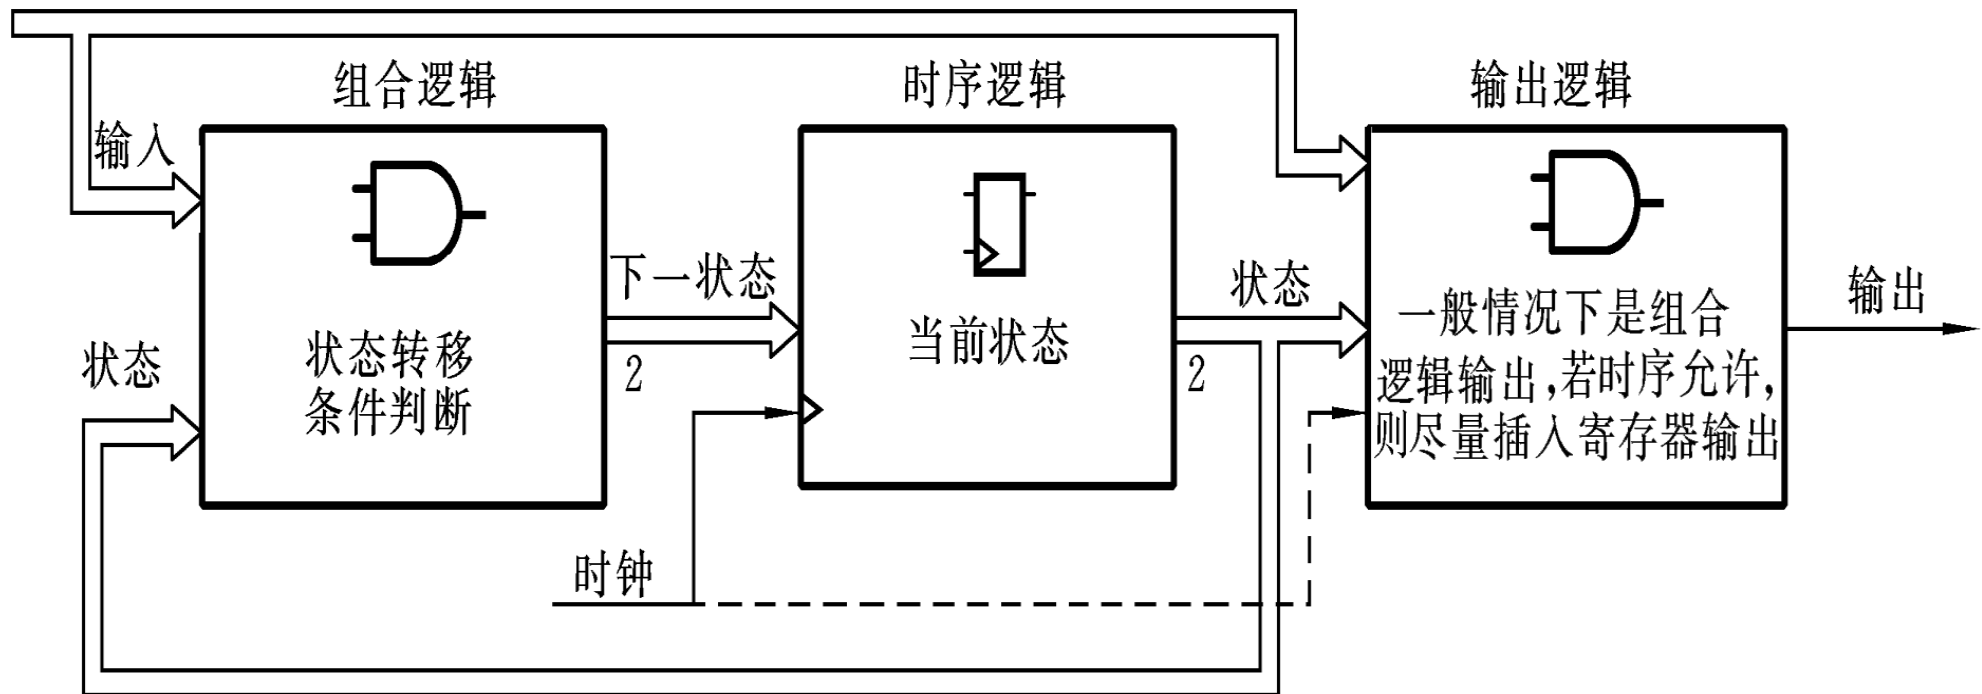 组合逻辑
时序逻辑
输出逻辑
输入
状态
状态转移
条件判断
下一状态
2
当前状态
状态
2
一般情况下是组合
逻辑输出,若时序允许,
则尽量插入寄存器输出
输出
时钟